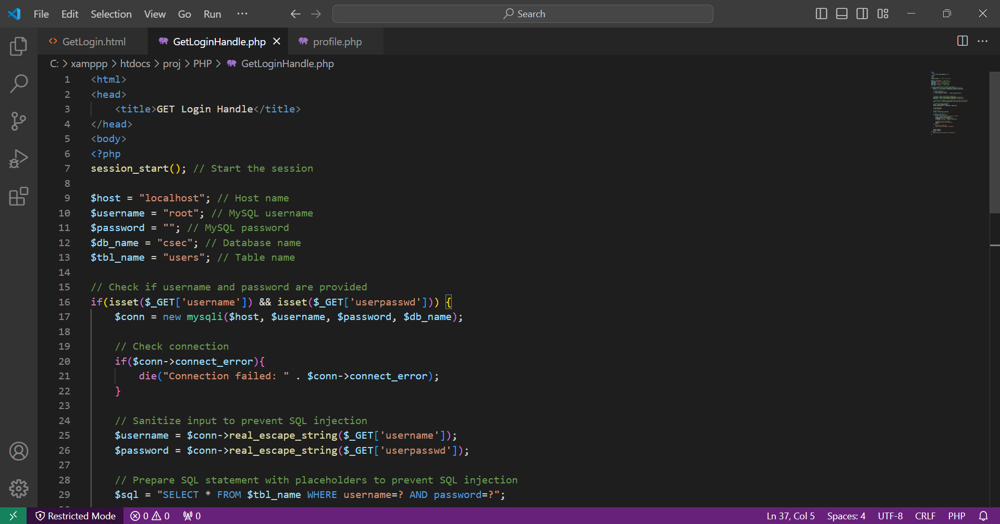 File Edit Selection View Go Run ··· Search
GetLogin.html GetLoginHandle.php profile.php
C: > xamppp > htdocs > proj > PHP > GetLoginHandle.php
1 <html>
2 <head>
3 <title>GET Login Handle</title>
4 </head>
5 <body>
6 <?php
7 session_start(); // Start the session
8
9 $host = "localhost"; // Host name
10 $username = "root"; // MySQL username
11 $password = ""; // MySQL password
12 $db_name = "csec"; // Database name
13 $tbl_name = "users"; // Table name
14
15 // Check if username and password are provided
16 if(isset($_GET['username']) && isset($_GET['userpasswd'])) {
17 $conn = new mysqli($host, $username, $password, $db_name);
18
19 // Check connection
20 if($conn->connect_error){
21 die("Connection failed: " . $conn->connect_error);
22 }
23
24 // Sanitize input to prevent SQL injection
25 $username = $conn->real_escape_string($_GET['username']);
26 $password = $conn->real_escape_string($_GET['userpasswd']);
27
28 // Prepare SQL statement with placeholders to prevent SQL injection
29 $sql = "SELECT * FROM $tbl_name WHERE username=? AND password=?";
Restricted Mode 0 0 0 Ln 37, Col 5 Spaces: 4 UTF-8 CRLF PHP